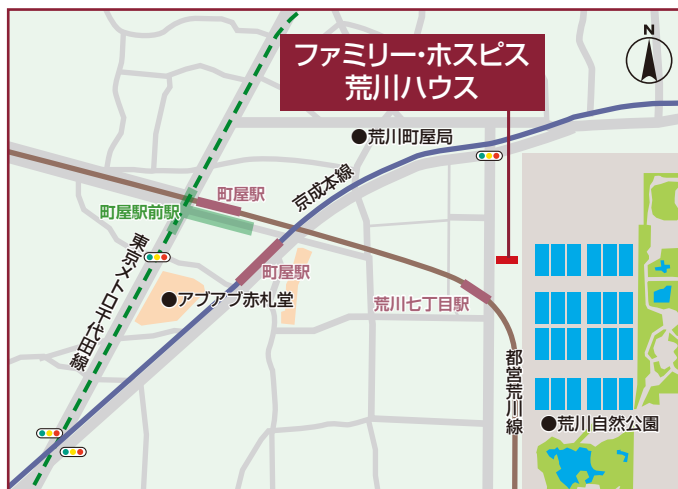 ファミリー・ホスピス
荒川ハウス
N
●荒川町屋局
京成本線
町屋駅
町屋駅前駅
東京メトロ千代田線
町屋駅
●アブアブ赤札堂
荒川七丁目駅
都営荒川線
●荒川自然公園